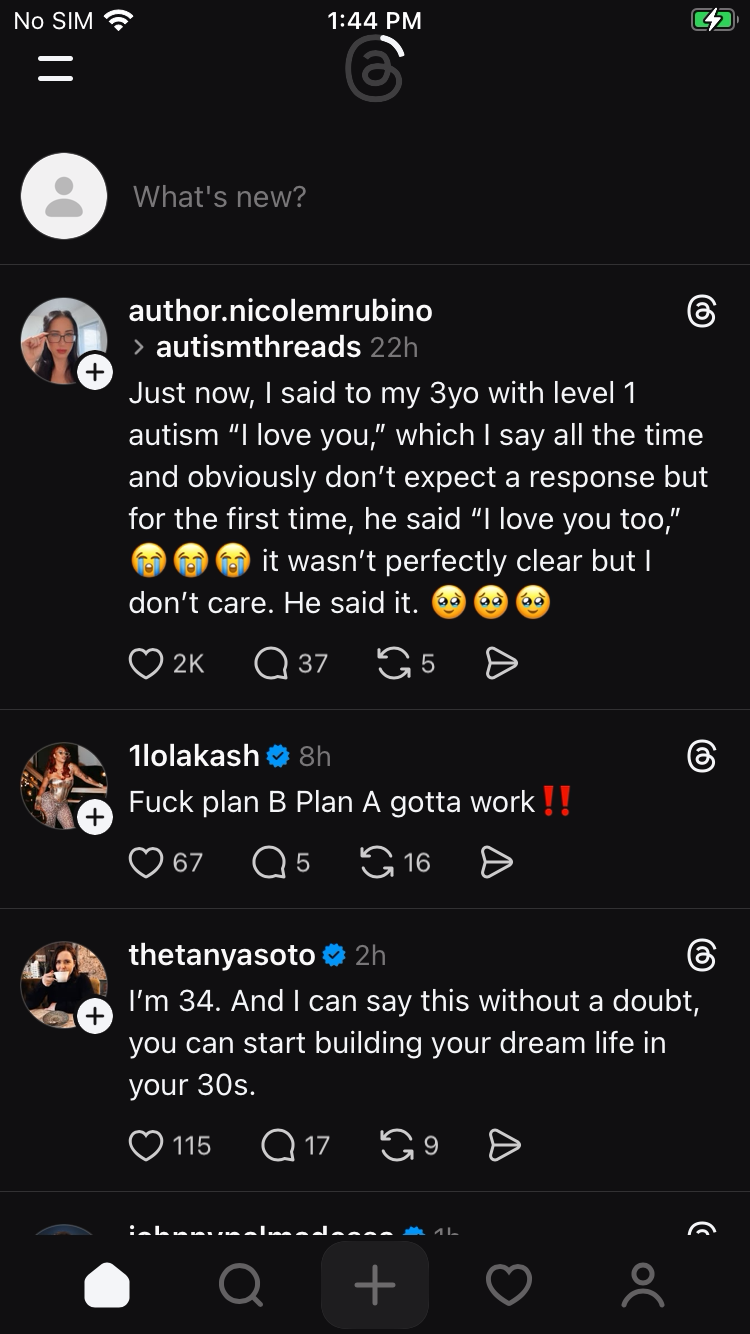 No SIM 1:44 PM
What's new?
author.nicolemrubino
> autismthreads 22h
Just now, I said to my 3yo with level 1
autism “I love you,” which I say all the time
and obviously don’t expect a response but
for the first time, he said “I love you too,”
😭😭😭 it wasn’t perfectly clear but I
don’t care. He said it. 🥹🥹🥹
2K 37 5
1lolakash 8h
Fuck plan B Plan A gotta work‼️
67 5 16
thetanyasoto 2h
I’m 34. And I can say this without a doubt,
you can start building your dream life in
your 30s.
115 17 9
1h